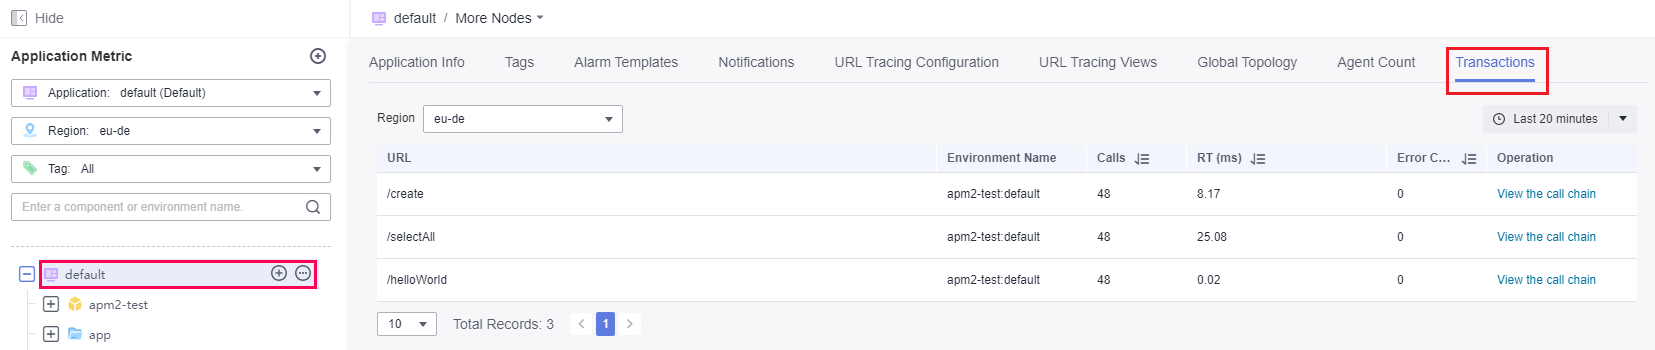 Hide
Application Metric
Application: default (Default)
Region: eu-de
Tag: All
Enter a component or environment name.
default
apm2-test
app
default / More Nodes
Application Info Tags Alarm Templates Notifications URL Tracing Configuration URL Tracing Views Global Topology Agent Count Transactions
Region eu-de Last 20 minutes
URL Environment Name Calls RT (ms) Error C... Operation
/create apm2-test:default 48 8.17 0 View the call chain
/selectAll apm2-test:default 48 25.08 0 View the call chain
/helloWorld apm2-test:default 48 0.02 0 View the call chain
10 Total Records: 3 < 1 >